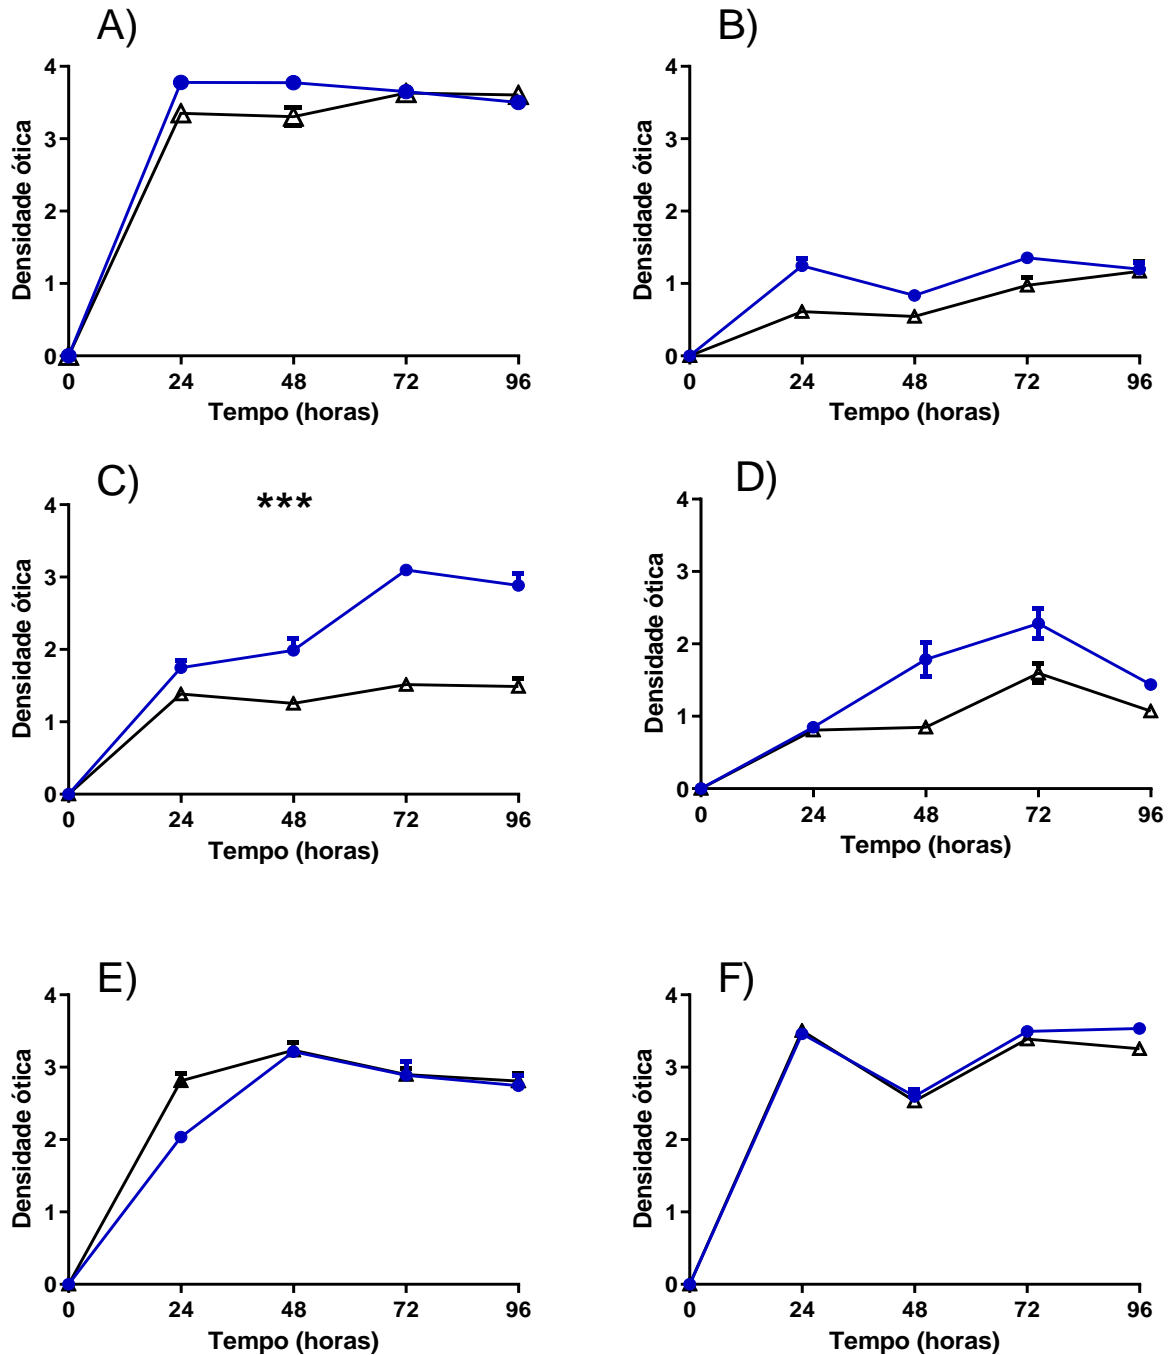 A)
Densidade ótica
4
3
2
1
0
0 24 48 72 96
Tempo (horas)
B)
Densidade ótica
4
3
2
1
0
0 24 48 72 96
Tempo (horas)
C)
***
Densidade ótica
4
3
2
1
0
0 24 48 72 96
Tempo (horas)
D)
Densidade ótica
4
3
2
1
0
0 24 48 72 96
Tempo (horas)
E)
Densidade ótica
4
3
2
1
0
0 24 48 72 96
Tempo (horas)
F)
Densidade ótica
4
3
2
1
0
0 24 48 72 96
Tempo (horas)